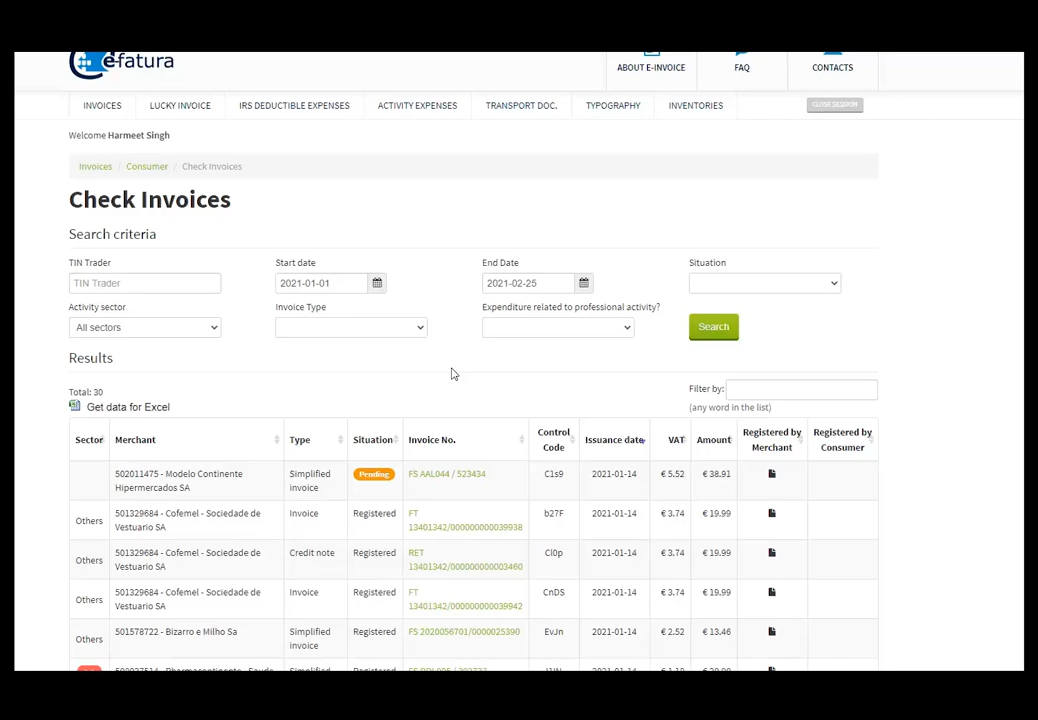 efatura
ABOUT E-INVOICE FAQ CONTACTS
INVOICES LUCKY INVOICE IRS DEDUCTIBLE EXPENSES ACTIVITY EXPENSES TRANSPORT DOC. TYPOGRAPHY INVENTORIES CLOSE SESSION
Welcome Harmeet Singh
Invoices / Consumer / Check Invoices
Check Invoices
Search criteria
TIN Trader Start date End Date Situation
TIN Trader 2021-01-01 2021-02-25
Activity sector Invoice Type Expenditure related to professional activity?
All sectors Search
Results
Total: 30 Filter by:
Get data for Excel (any word in the list)
Sector Merchant Type Situation Invoice No. Control Code Issuance date VAT Amount Registered by Merchant Registered by Consumer
502011475 - Modelo Continente Simplified Pending FS AAL044 / 523434 C1s9 2021-01-14 € 5.52 € 38.91
Hipermercados SA invoice
Others 501329684 - Cofemel - Sociedade de Invoice Registered FT b27F 2021-01-14 € 3.74 € 19.99
Vestuario SA 13401342/000000000039938
Others 501329684 - Cofemel - Sociedade de Credit note Registered RET Cl0p 2021-01-14 € 3.74 € 19.99
Vestuario SA 13401342/000000000003460
Others 501329684 - Cofemel - Sociedade de Invoice Registered FT CnDS 2021-01-14 € 3.74 € 19.99
Vestuario SA 13401342/000000000039942
Others 501578722 - Bizarro e Milho Sa Simplified Registered FS 2020056701/0000025390 EvJn 2021-01-14 € 2.52 € 13.46
invoice